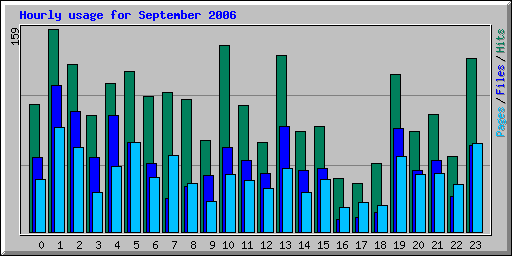 Hourly usage for September 2006
159
Pages / Files / Hits
0 1 2 3 4 5 6 7 8 9 10 11 12 13 14 15 16 17 18 19 20 21 22 23